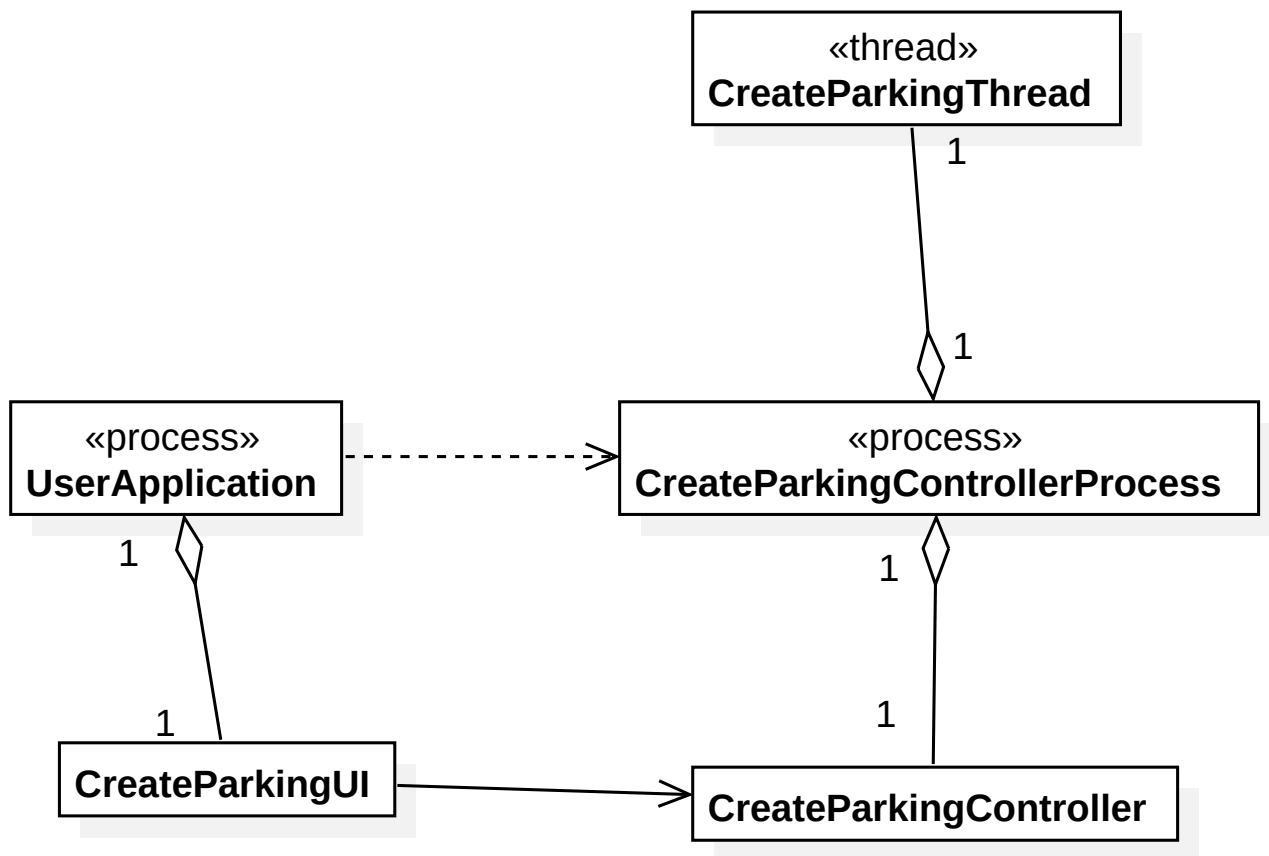 «thread»
CreateParkingThread
1
1
«process»
UserApplication
«process»
CreateParkingControllerProcess
1
1
1
1
CreateParkingUI
CreateParkingController